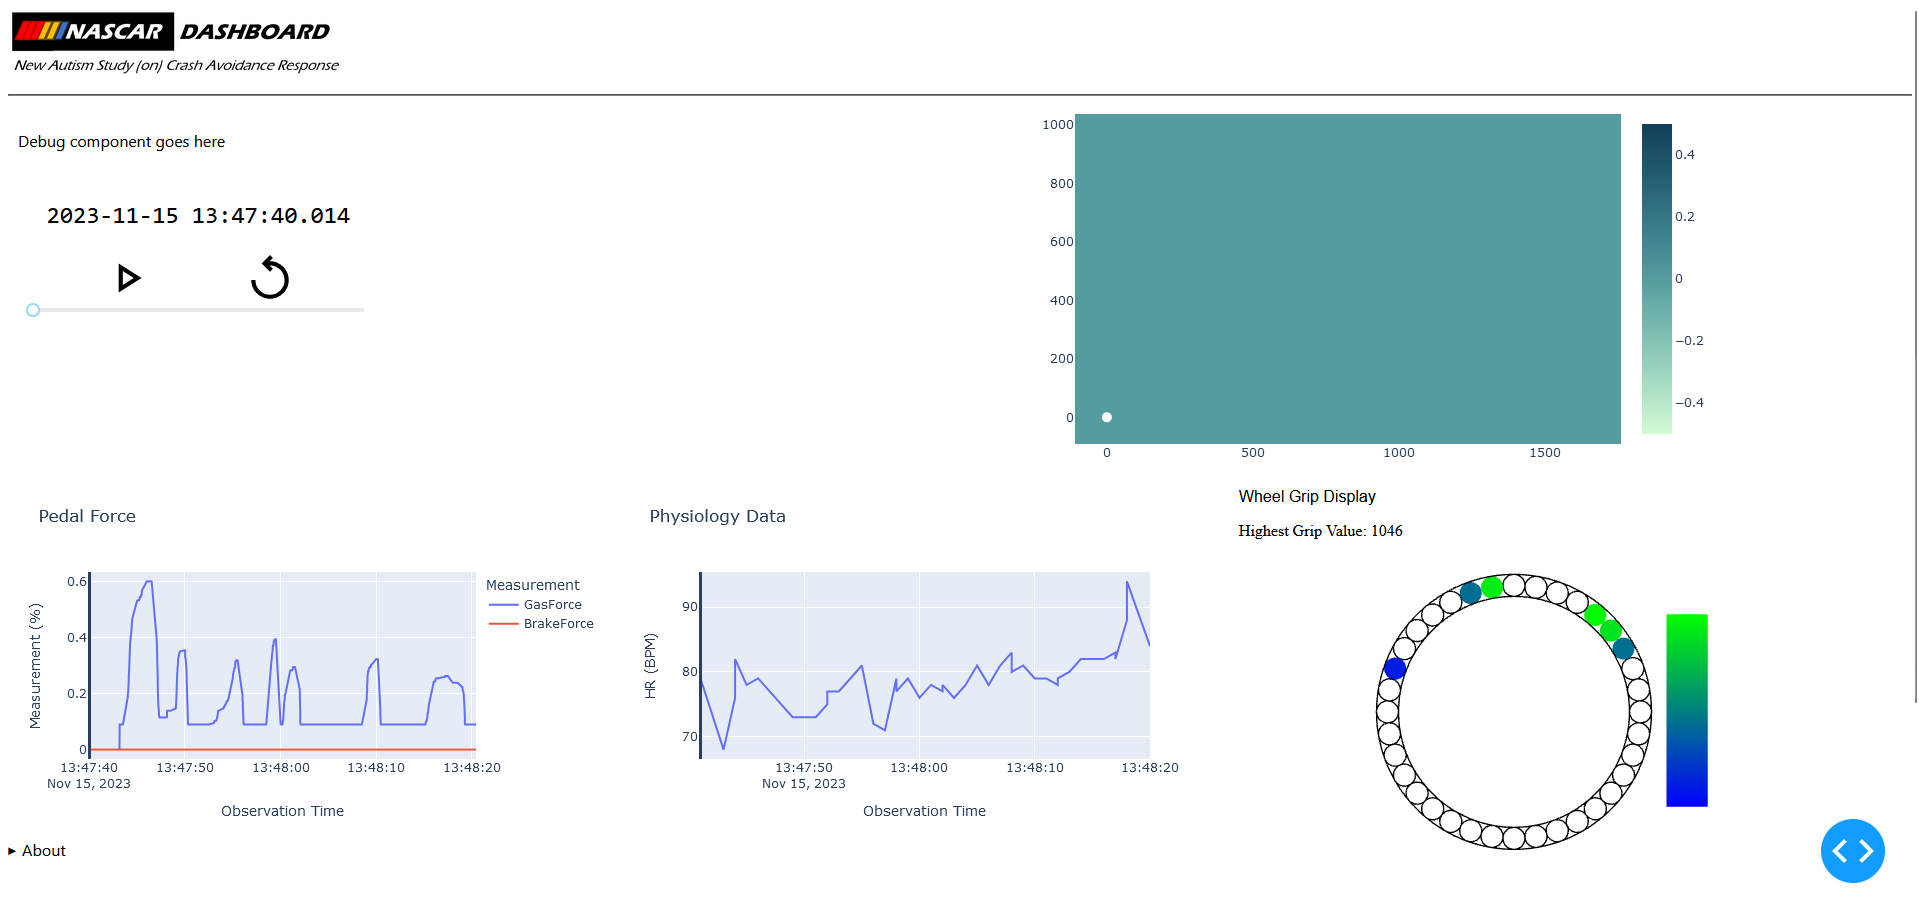 NASCAR DASHBOARD
New Autism Study (on) Crash Avoidance Response
Debug component goes here
2023-11-15 13:47:40.014
1000
800
600
400
200
0
0 500 1000 1500
0.4
0.2
0
−0.2
−0.4
Pedal Force
Measurement (%)
0.6
0.4
0.2
0
13:47:40 13:47:50 13:48:00 13:48:10 13:48:20
Nov 15, 2023
Observation Time
Measurement
GasForce
BrakeForce
Physiology Data
HR (BPM)
90
80
70
13:47:50 13:48:00 13:48:10 13:48:20
Nov 15, 2023
Observation Time
Wheel Grip Display
Highest Grip Value: 1046
▸ About